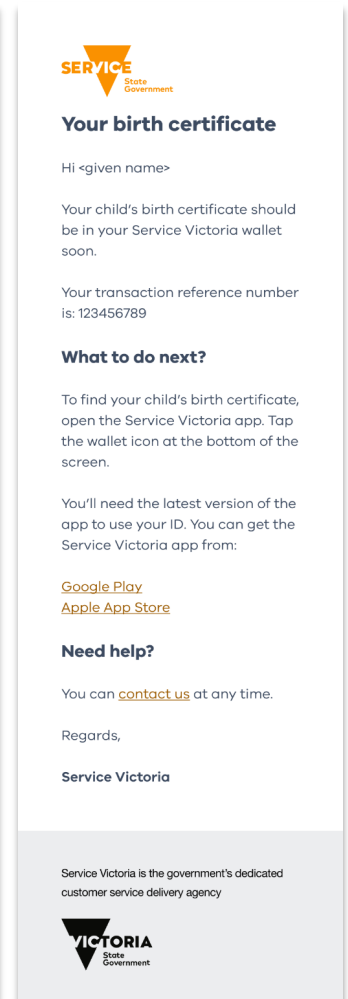 SERVICE
State
Government
Your birth certificate
Hi <given name>
Your child's birth certificate should
be in your Service Victoria wallet
soon.
Your transaction reference number
is: 123456789
What to do next?
To find your child's birth certificate,
open the Service Victoria app. Tap
the wallet icon at the bottom of the
screen.
You'll need the latest version of the
app to use your ID. You can get the
Service Victoria app from:
Google Play
Apple App Store
Need help?
You can contact us at any time.
Regards,
Service Victoria
Service Victoria is the government's dedicated
customer service delivery agency
VICTORIA
State
Government